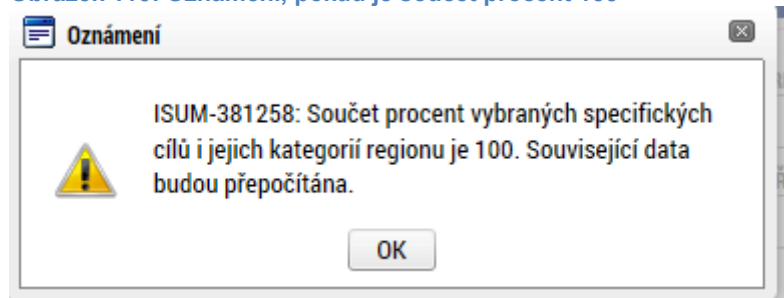 Oznámení
ISUM-381258: Součet procent vybraných specifických
cílů i jejich kategorií regionu je 100. Související data
budou přepočítána.
OK